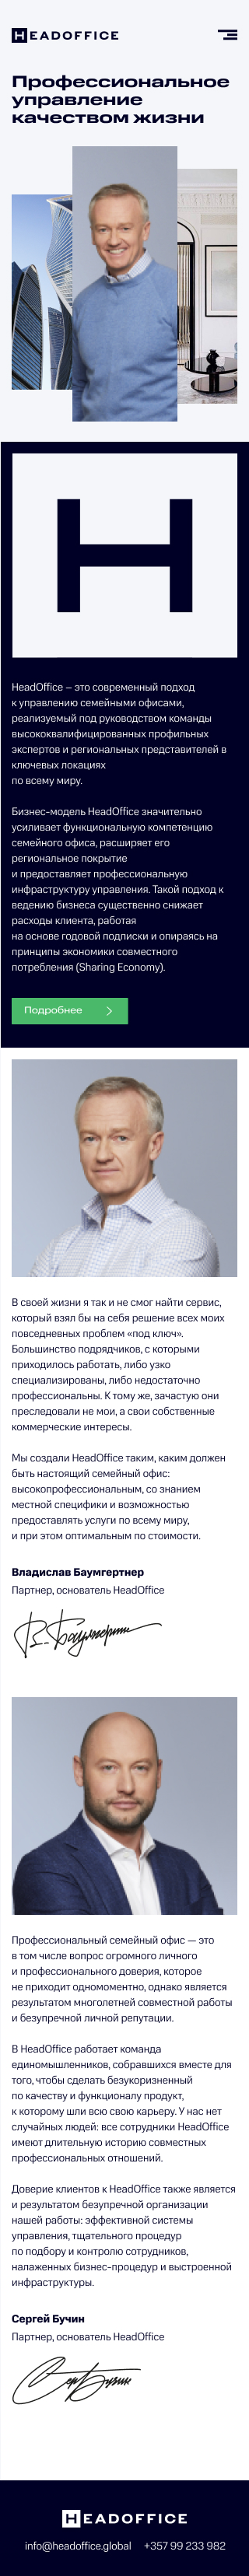 HEADOFFICE
Профессиональное
управление
качеством жизни
H
HeadOffice – это современный подход
к управлению семейными офисами,
реализуемый под руководством команды
высококвалифицированных профильных
экспертов и региональных представителей в
ключевых локациях
по всему миру.
Бизнес-модель HeadOffice значительно
усиливает функциональную компетенцию
семейного офиса, расширяет его
региональное покрытие
и предоставляет профессиональную
инфраструктуру управления. Такой подход к
ведению бизнеса существенно снижает
расходы клиента, работая
на основе годовой подписки и опираясь на
принципы экономики совместного
потребления (Sharing Economy).
Подробнее
В своей жизни я так и не смог найти сервис,
который взял бы на себя решение всех моих
повседневных проблем «под ключ».
Большинство подрядчиков, с которыми
приходилось работать, либо узко
специализированы, либо недостаточно
профессиональны. К тому же, зачастую они
преследовали не мои, а свои собственные
коммерческие интересы.
Мы создали HeadOffice таким, каким должен
быть настоящий семейный офис:
высокопрофессиональным, со знанием
местной специфики и возможностью
предоставлять услуги по всему миру,
и при этом оптимальным по стоимости.
Владислав Баумгертнер
Партнер, основатель HeadOffice
В. Баумгертнер
Профессиональный семейный офис — это
в том числе вопрос огромного личного
и профессионального доверия, которое
не приходит одномоментно, однако является
результатом многолетней совместной работы
и безупречной личной репутации.
В HeadOffice работает команда
единомышленников, собравшихся вместе для
того, чтобы сделать безукоризненный
по качеству и функционалу продукт,
к которому шли всю свою карьеру. У нас нет
случайных людей: все сотрудники HeadOffice
имеют длительную историю совместных
профессиональных отношений.
Доверие клиентов к HeadOffice также является
и результатом безупречной организации
нашей работы: эффективной системы
управления, тщательного процедур
по подбору и контролю сотрудников,
налаженных бизнес-процедур и выстроенной
инфраструктуры.
Сергей Бучин
Партнер, основатель HeadOffice
HEADOFFICE
info@headoffice.global +357 99 233 982